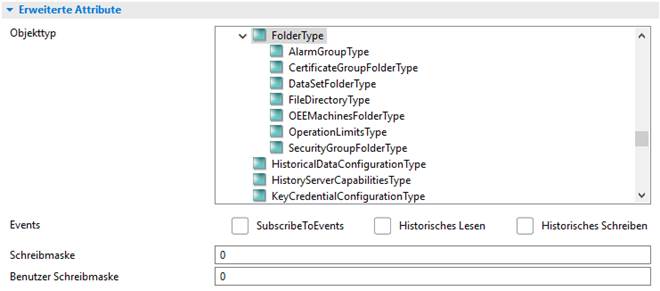 Erweiterte Attribute
Objekttyp
FolderType
AlarmGroupType
CertificateGroupFolderType
DataSetFolderType
FileDirectoryType
OEEMachinesFolderType
OperationLimitsType
SecurityGroupFolderType
HistoricalDataConfigurationType
HistoryServerCapabilitiesType
KeyCredentialConfigurationType
Events SubscribeToEvents Historisches Lesen Historisches Schreiben
Schreibmaske 0
Benutzer Schreibmaske 0